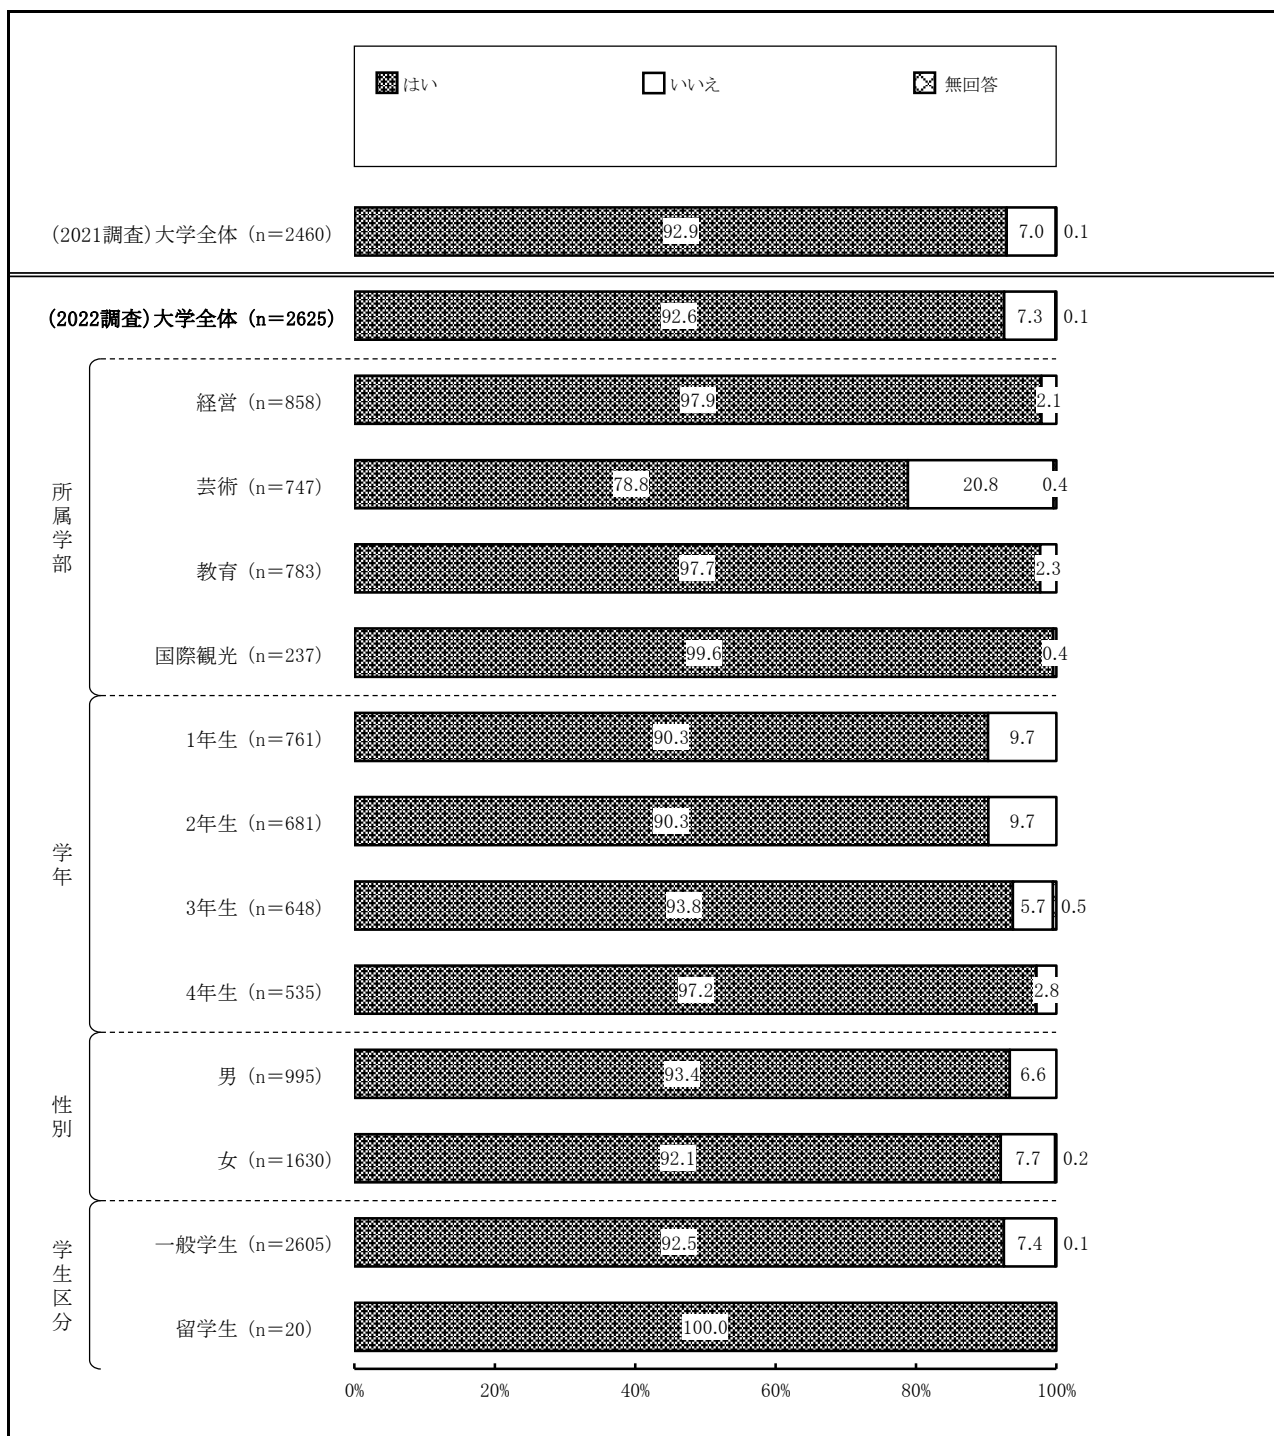 はい いいえ 無回答
(2021調査)大学全体 (n＝2460) 92.9 7.0 0.1
(2022調査)大学全体 (n＝2625) 92.6 7.3 0.1
所属学部
経営 (n＝858) 97.9 2.1
芸術 (n＝747) 78.8 20.8 0.4
教育 (n＝783) 97.7 2.3
国際観光 (n＝237) 99.6 0.4
学年
1年生 (n＝761) 90.3 9.7
2年生 (n＝681) 90.3 9.7
3年生 (n＝648) 93.8 5.7 0.5
4年生 (n＝535) 97.2 2.8
性別
男 (n＝995) 93.4 6.6
女 (n＝1630) 92.1 7.7 0.2
学生区分
一般学生 (n＝2605) 92.5 7.4 0.1
留学生 (n＝20) 100.0
0% 20% 40% 60% 80% 100%